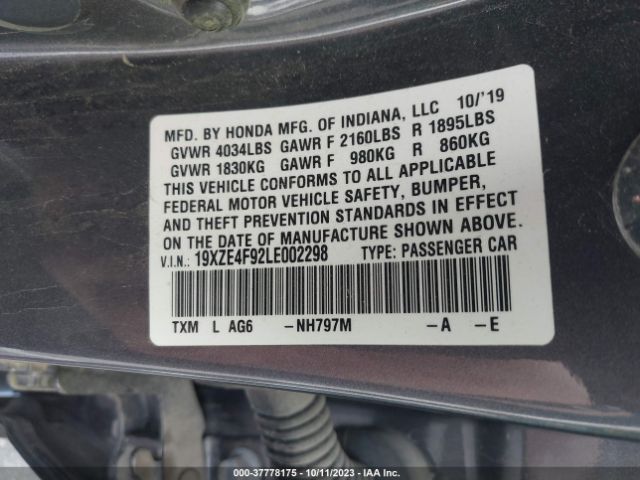 MFD. BY HONDA MFG. OF INDIANA, LLC 10/'19
GVWR 4034LBS GAWR F 2160LBS R 1895LBS
GVWR 1830KG GAWR F 980KG R 860KG
THIS VEHICLE CONFORMS TO ALL APPLICABLE
FEDERAL MOTOR VEHICLE SAFETY, BUMPER,
AND THEFT PREVENTION STANDARDS IN EFFECT
ON THE DATE OF MANUFACTURE SHOWN ABOVE.
V.I.N.: 19XZE4F92LE002298 TYPE: PASSENGER CAR
TXM L AG6 -NH797M -A -E
000-37778175 - 10/11/2023 - IAA Inc.